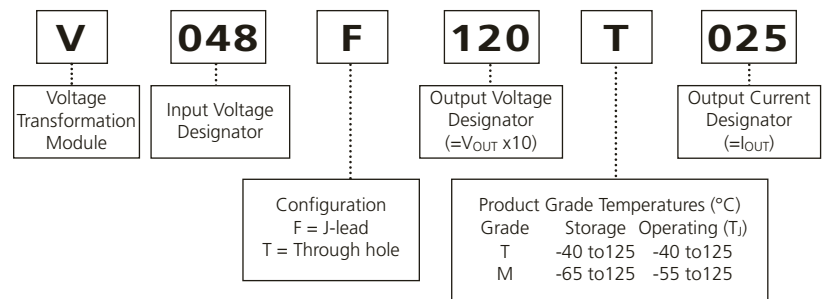 V 048 F 120 T 025
Voltage
Transformation
Module
Input Voltage
Designator
Output Voltage
Designator
(=VOUT x10)
Output Current
Designator
(=IOUT)
Configuration
F = J-lead
T = Through hole
Product Grade Temperatures (°C)
Grade Storage Operating (TJ)
T -40 to125 -40 to125
M -65 to125 -55 to125